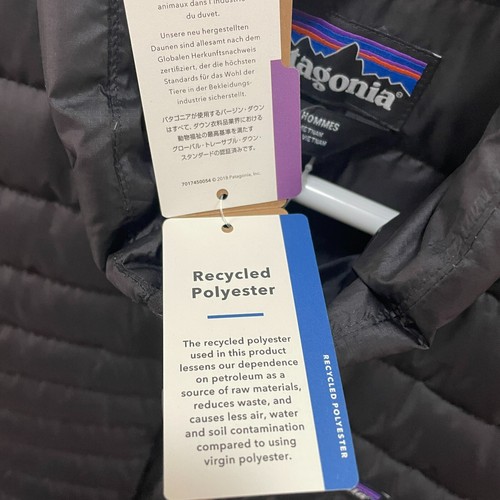 animaux dans l'industrie
du duvet.
Unsere neu hergestellten
Daunen sind allesamt nach dem
Globalen Herkunftsnachweis
zertifiziert, der die höchsten
Standards für das Wohl der
Tiere in der Bekleidungs-
industrie sicherstellt.
パタゴニアが使用するバージン・ダウン
はすべて、ダウン衣料品業界における
動物福祉の最高基準を満たす
グローバル・トレーサブル・ダウン・
スタンダードの認証済みです。
© 2018 Patagonia, Inc.
tagonia®
HOMMES
VIETNAM
Recycled
Polyester
The recycled polyester
used in this product
lessens our dependence
on petroleum as a
source of raw materials,
reduces waste, and
causes less air, water
and soil contamination
compared to using
virgin polyester.
RECYCLED POLYESTER